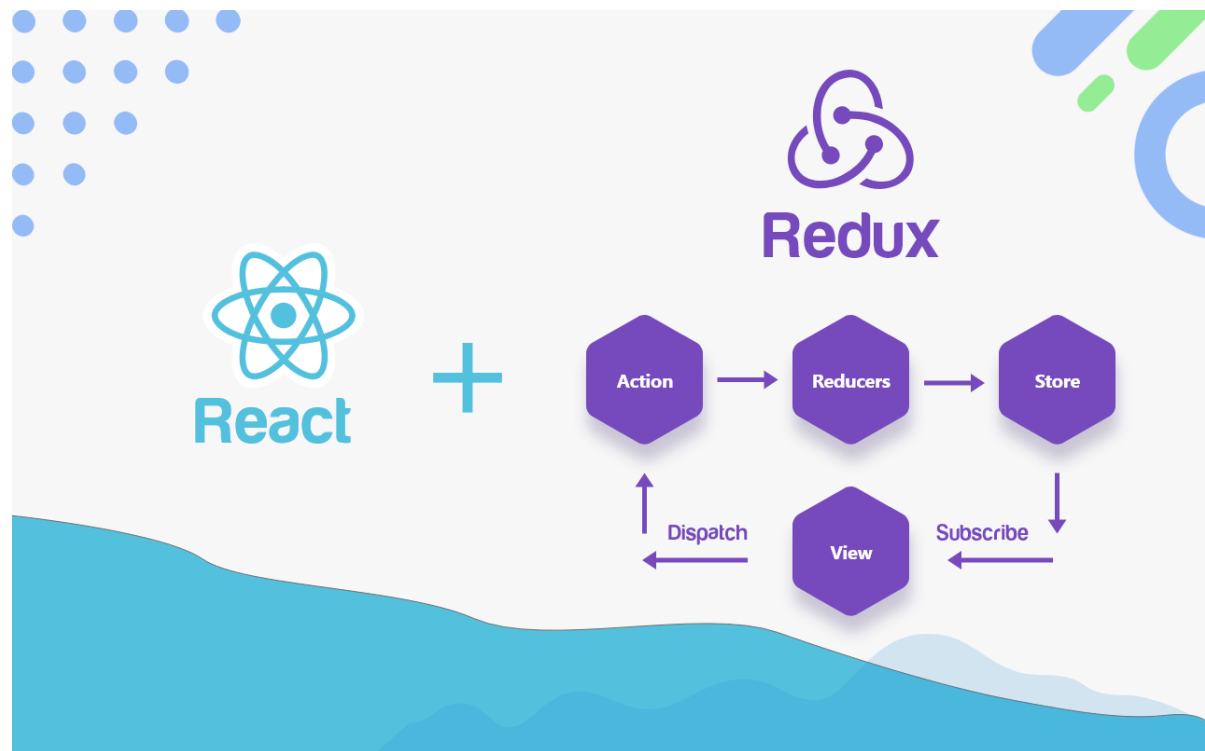 Redux
React
Action
Reducers
Store
Dispatch
View
Subscribe